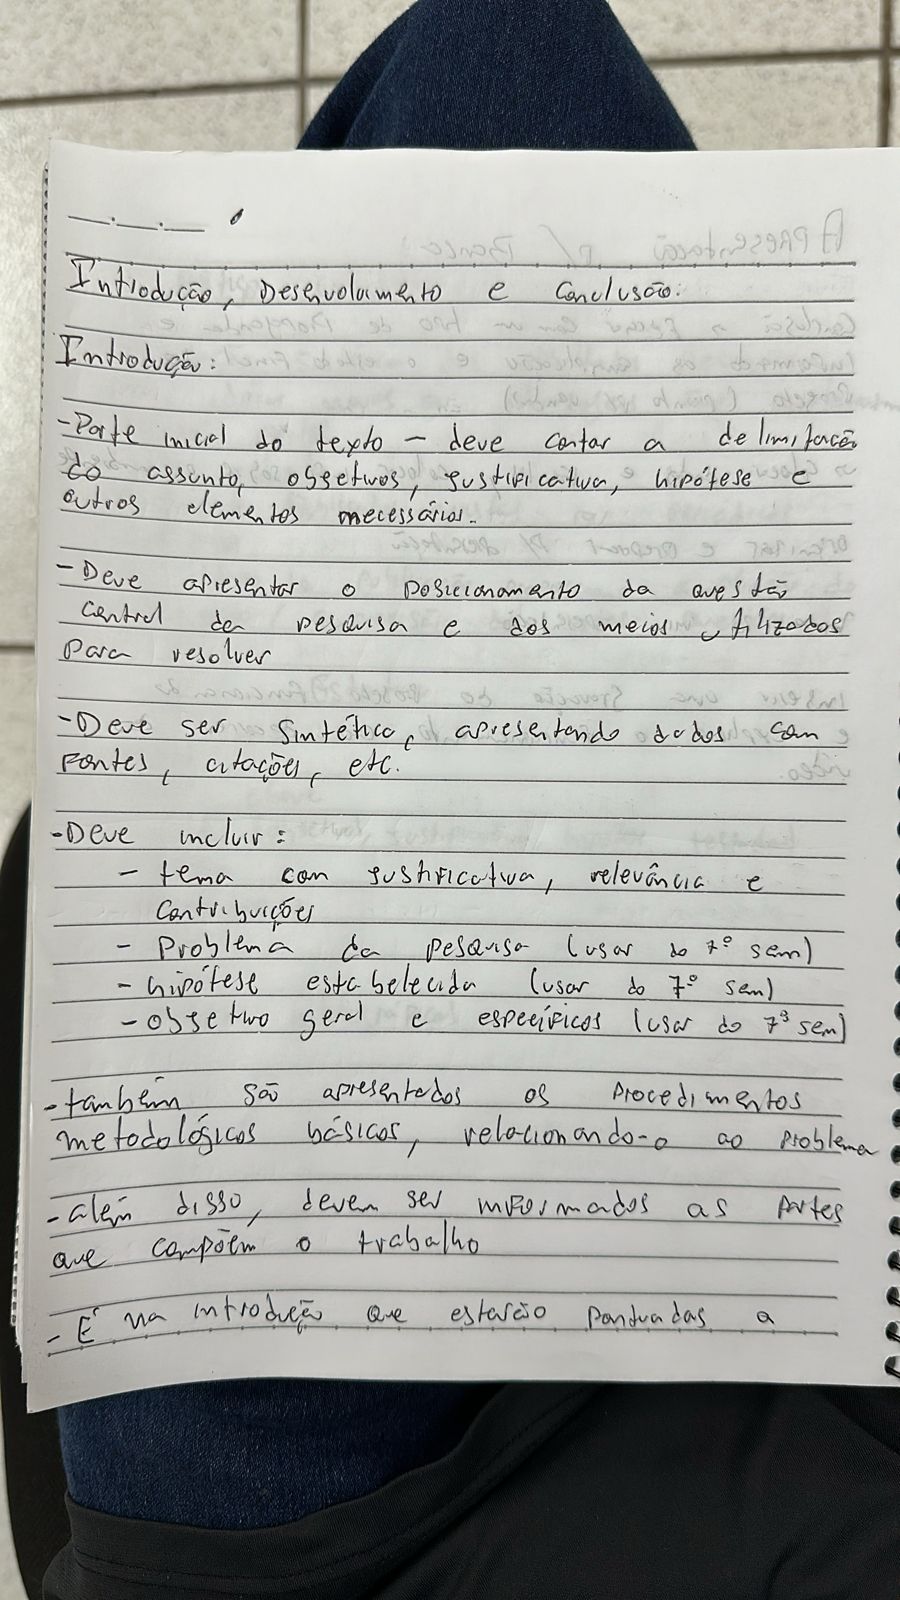 Introdução, Desenvolvimento e Conclusão:
Introdução:
- Parte inicial do texto - deve contar a delimitação
do assunto, objetivos, justificativa, hipótese e
outros elementos necessários.
- Deve apresentar o posicionamento da questão
central da pesquisa e dos meios utilizados
para resolver
- Deve ser sintético, apresentando dados com
fontes, citações, etc.
- Deve incluir:
- tema com justificativa, relevância e
contribuições
- Problema da pesquisa (usar do 7º sem)
- hipótese estabelecida (usar do 7º sem)
- objetivo geral e específicos (usar do 7º sem)
- também são apresentados os procedimentos
metodológicos básicos, relacionando-o ao problema
- além disso, devem ser informados as partes
que compõem o trabalho
- É na introdução que estarão pontuadas a